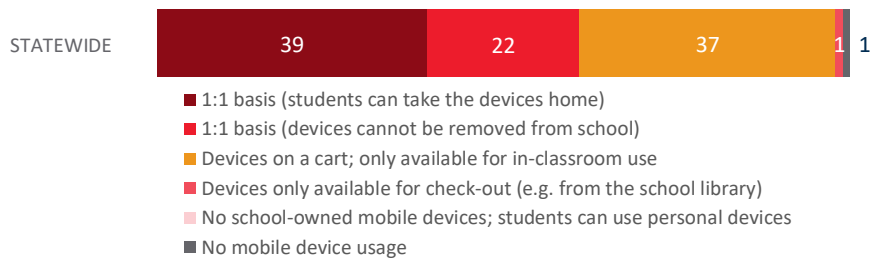 STATEWIDE 39 22 37 1 1
1:1 basis (students can take the devices home)
1:1 basis (devices cannot be removed from school)
Devices on a cart; only available for in-classroom use
Devices only available for check-out (e.g. from the school library)
No school-owned mobile devices; students can use personal devices
No mobile device usage